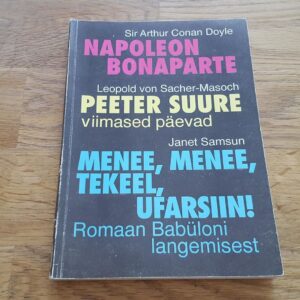 Sir Arthur Conan Doyle
NAPOLEON
BONAPARTE
Leopold von Sacher-Masoch
PEETER SUURE
viimased päevad
Janet Samsun
MENEE, MENEE,
TEKEEL,
UFARSIIN!
Romaan Babüloni
langemisest